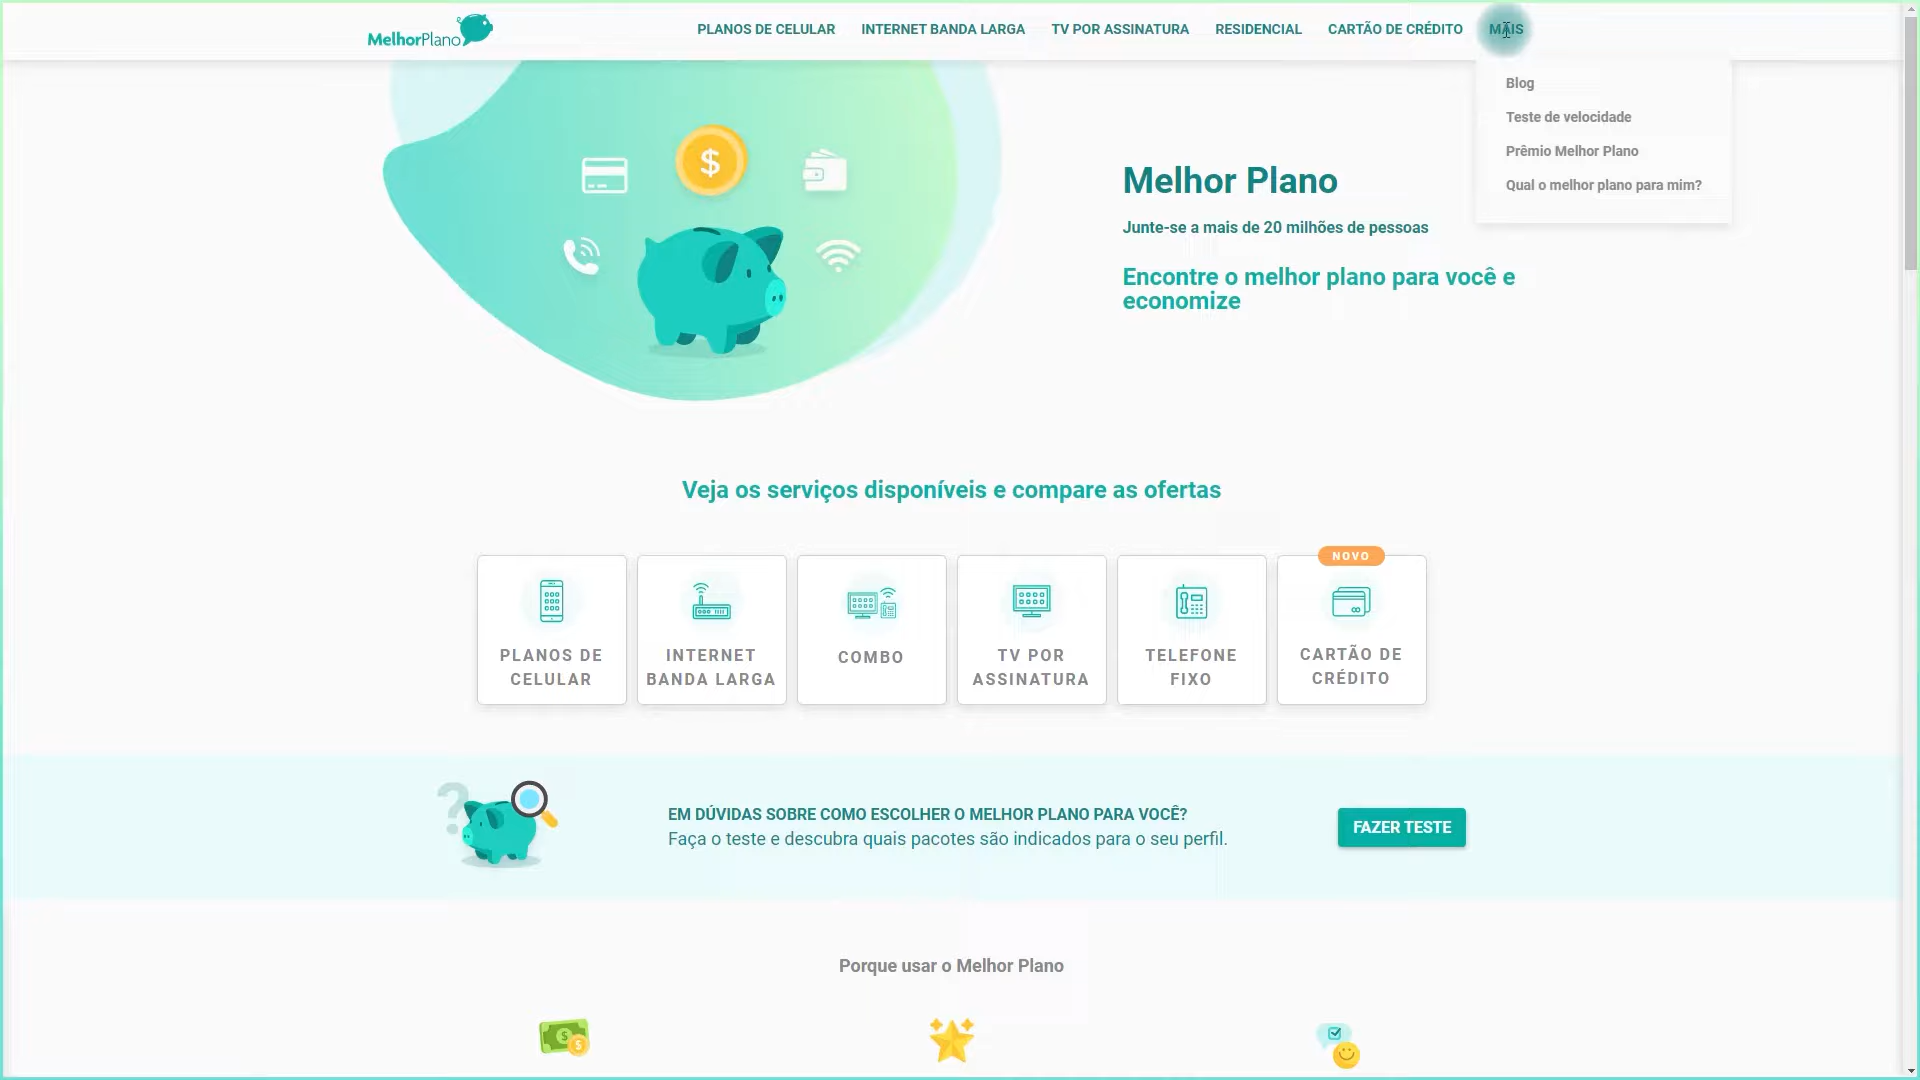 MelhorPlano
PLANOS DE CELULAR
INTERNET BANDA LARGA
TV POR ASSINATURA
RESIDENCIAL
CARTÃO DE CRÉDITO
MAIS
Blog
Teste de velocidade
Prêmio Melhor Plano
Qual o melhor plano para mim?
$
Melhor Plano
Junte-se a mais de 20 milhões de pessoas
Encontre o melhor plano para você e
economize
Veja os serviços disponíveis e compare as ofertas
PLANOS DE
CELULAR
INTERNET
BANDA LARGA
COMBO
TV POR
ASSINATURA
TELEFONE
FIXO
NOVO
CARTÃO DE
CRÉDITO
?
EM DÚVIDAS SOBRE COMO ESCOLHER O MELHOR PLANO PARA VOCÊ?
Faça o teste e descubra quais pacotes são indicados para o seu perfil.
FAZER TESTE
Porque usar o Melhor Plano
$
$